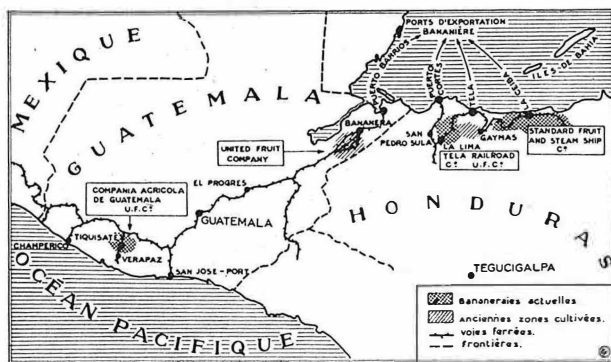 PORTS D'EXPORTATION
BANANIÈRE
MEXIQUE
GUATEMALA
PUERTO BARRIOS
PUERTO
CORTES
TELA
LA CEIBA
ILES DE BAHIA
BANANERA
UNITED FRUIT
COMPANY
SAN
PEDRO SULA
LA LIMA
GAYMAS
STANDARD FRUIT
AND STEAM SHIP
Cº
TELA RAILROAD
Cº U.F.Cº
COMPANIA AGRICOLA
DE GUATEMALA
U.F.Cº
EL PROGRES
GUATEMALA
HONDURAS
TIQUISATE
CHAMPERICO
VERAPAZ
SAN JOSE-PORT
TEGUCIGALPA
OCÉAN PACIFIQUE
Bananeraies actuelles
Anciennes zones cultivées.
voies ferrées.
frontières.